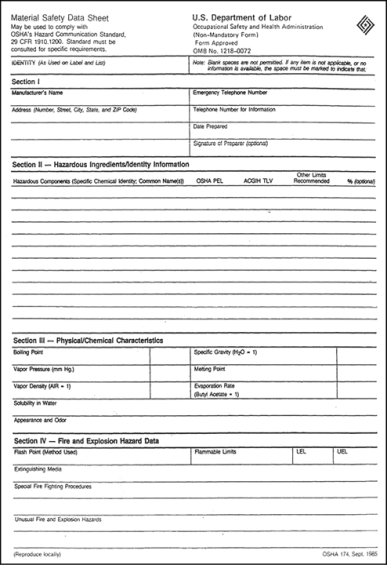 Material Safety Data Sheet
May be used to comply with
OSHA's Hazard Communication Standard,
29 CFR 1910.1200. Standard must be
consulted for specific requirements.
U.S. Department of Labor
Occupational Safety and Health Administration
(Non-Mandatory Form)
Form Approved
OMB No. 1218-0072
IDENTITY (As Used on Label and List)
Note: Blank spaces are not permitted. If any item is not applicable, or no
information is available, the space must be marked to indicate that.
Section I
Manufacturer's Name
Emergency Telephone Number
Address (Number, Street, City, State, and ZIP Code)
Telephone Number for Information
Date Prepared
Signature of Preparer (optional)
Section II — Hazardous Ingredients/Identity Information
Hazardous Components (Specific Chemical Identity; Common Name(s))
OSHA PEL
ACGIH TLV
Other Limits
Recommended
% (optional)
Section III — Physical/Chemical Characteristics
Boiling Point
Specific Gravity (H₂O = 1)
Vapor Pressure (mm Hg.)
Melting Point
Vapor Density (AIR = 1)
Evaporation Rate
(Butyl Acetate = 1)
Solubility in Water
Appearance and Odor
Section IV — Fire and Explosion Hazard Data
Flash Point (Method Used)
Flammable Limits
LEL
UEL
Extinguishing Media
Special Fire Fighting Procedures
Unusual Fire and Explosion Hazards
(Reproduce locally)
OSHA 174, Sept. 1985